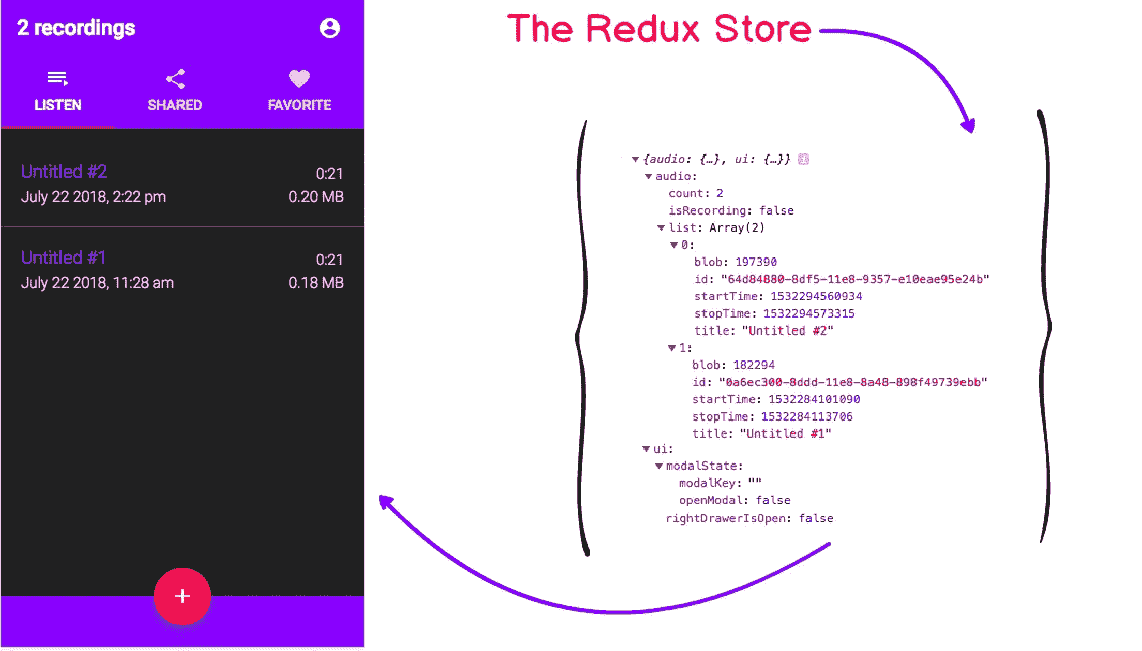 2 recordings
LISTEN
SHARED
FAVORITE
Untitled #2
0:21
July 22 2018, 2:22 pm
0.20 MB
Untitled #1
0:21
July 22 2018, 11:28 am
0.18 MB
+
The Redux Store
{audio: {…}, ui: {…}}
audio:
count: 2
isRecording: false
list: Array(2)
0:
blob: 197390
id: "64d84880-8df5-11e8-9357-e10eae95e24b"
startTime: 1532294560934
stopTime: 1532294573315
title: "Untitled #2"
1:
blob: 182294
id: "0a6ec300-8ddd-11e8-8a48-898f49739ebb"
startTime: 1532284101090
stopTime: 1532284113706
title: "Untitled #1"
ui:
modalState:
modalKey: ""
openModal: false
rightDrawerIsOpen: false